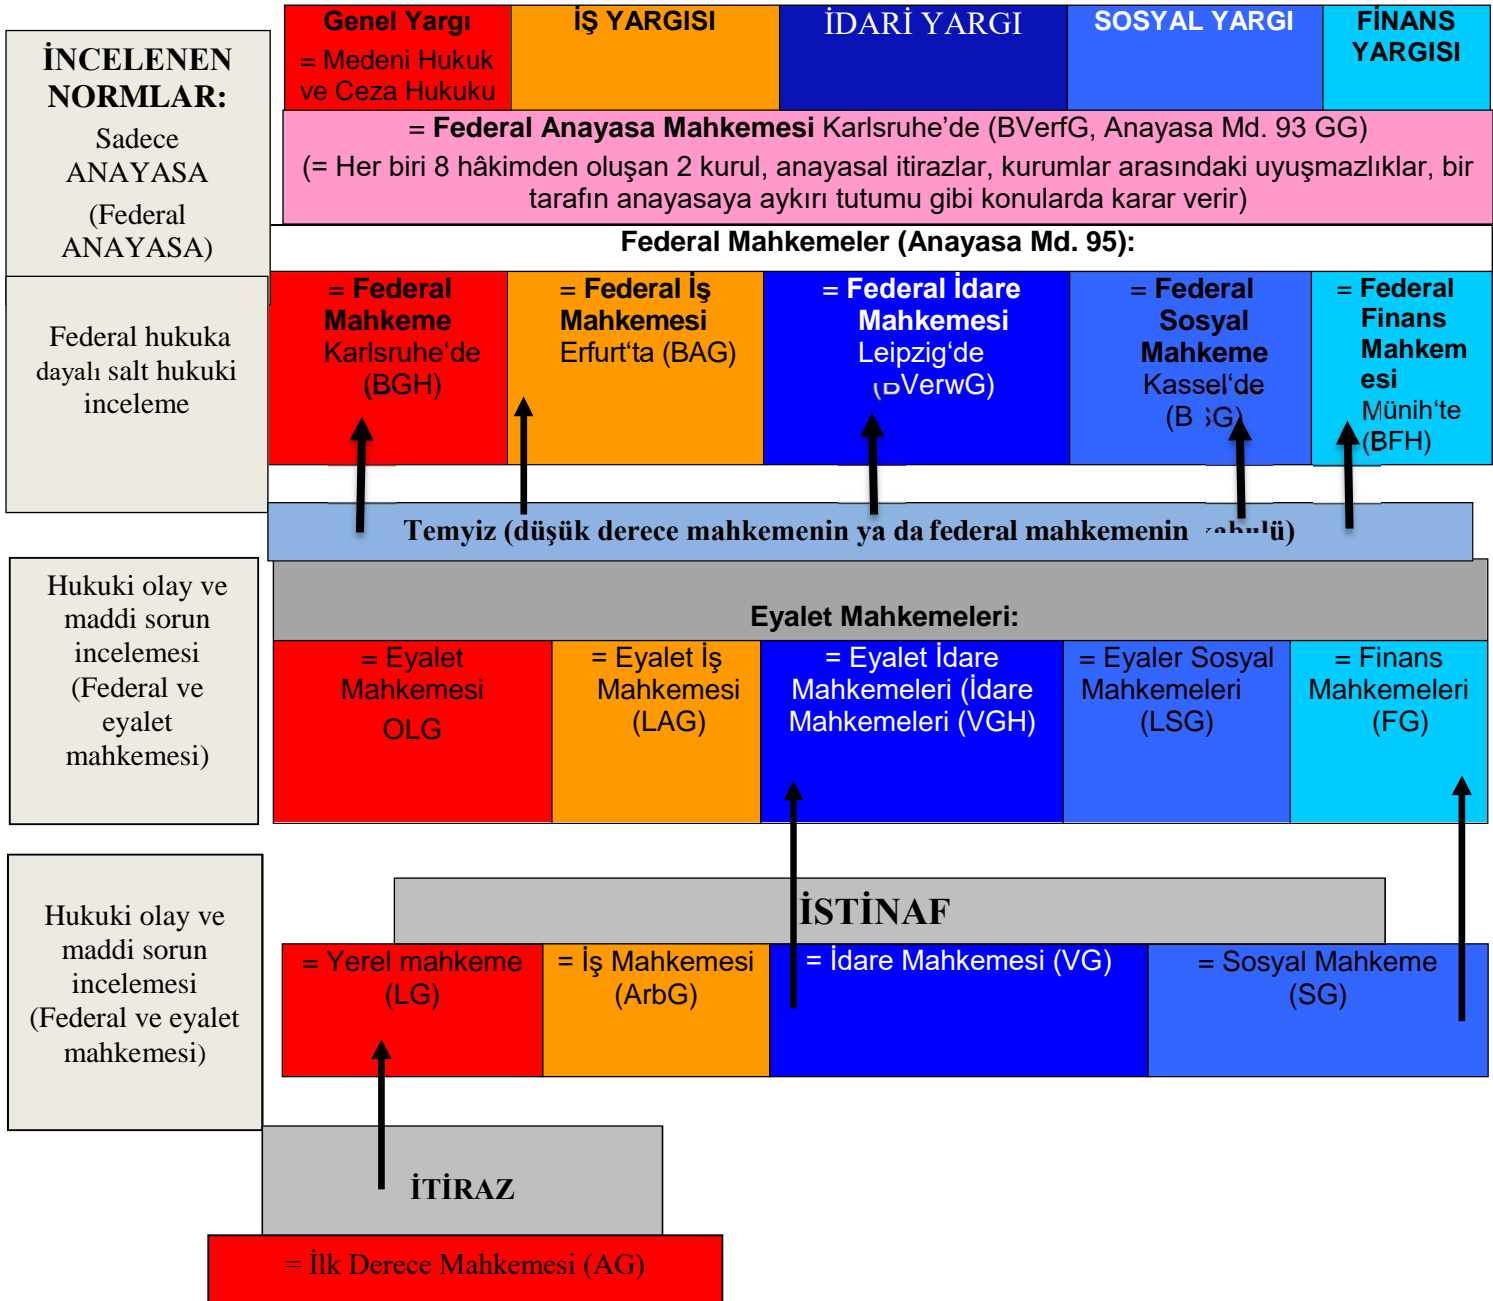 İNCELENEN
NORMLAR:
Sadece
ANAYASA
(Federal
ANAYASA)
Genel Yargı
= Medeni Hukuk
ve Ceza Hukuku
İŞ YARGISI
İDARİ YARGI
SOSYAL YARGI
FİNANS
YARGISI
= Federal Anayasa Mahkemesi Karlsruhe’de (BVerfG, Anayasa Md. 93 GG)
(= Her biri 8 hâkimden oluşan 2 kurul, anayasal itirazlar, kurumlar arasındaki uyuşmazlıklar, bir
tarafın anayasaya aykırı tutumu gibi konularda karar verir)
Federal Mahkemeler (Anayasa Md. 95):
Federal hukuka
dayalı salt hukuki
inceleme
= Federal
Mahkeme
Karlsruhe‘de
(BGH)
= Federal İş
Mahkemesi
Erfurt‘ta (BAG)
= Federal İdare
Mahkemesi
Leipzig‘de
(BVerwG)
= Federal
Sosyal
Mahkeme
Kassel‘de
(BSG)
= Federal
Finans
Mahkem
esi
Münih‘te
(BFH)
Temyiz (düşük derece mahkemenin ya da federal mahkemenin kabulü)
Hukuki olay ve
maddi sorun
incelemesi
(Federal ve
eyalet
mahkemesi)
Eyalet Mahkemeleri:
= Eyalet
Mahkemesi
OLG
= Eyalet İş
Mahkemesi
(LAG)
= Eyalet İdare
Mahkemeleri (İdare
Mahkemeleri (VGH)
= Eyaler Sosyal
Mahkemeleri
(LSG)
= Finans
Mahkemeleri
(FG)
Hukuki olay ve
maddi sorun
incelemesi
(Federal ve eyalet
mahkemesi)
İSTİNAF
= Yerel mahkeme
(LG)
= İş Mahkemesi
(ArbG)
= İdare Mahkemesi (VG)
= Sosyal Mahkeme
(SG)
İTİRAZ
= İlk Derece Mahkemesi (AG)